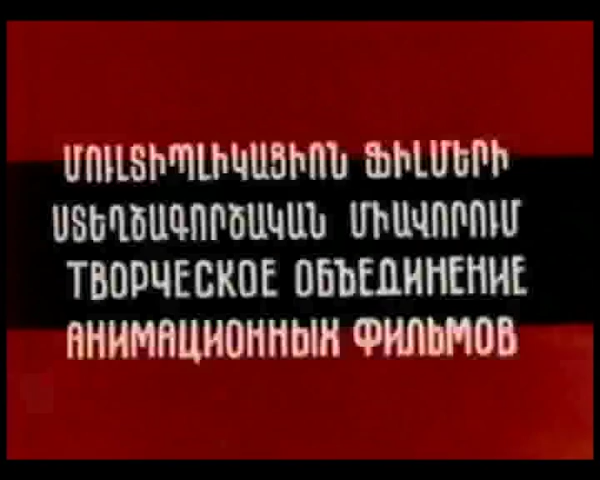 ՄՈՒԼՏԻՊԼԻԿԱՑԻՈՆ ՖԻԼՄԵՐԻ
ՍՏԵՂԾԱԳՈՐԾԱԿԱՆ ՄԻԱՎՈՐՈՒՄ
ТВОРЧЕСКОЕ ОБЪЕДИНЕНИЕ
АНИМАЦИОННЫХ ФИЛЬМОВ